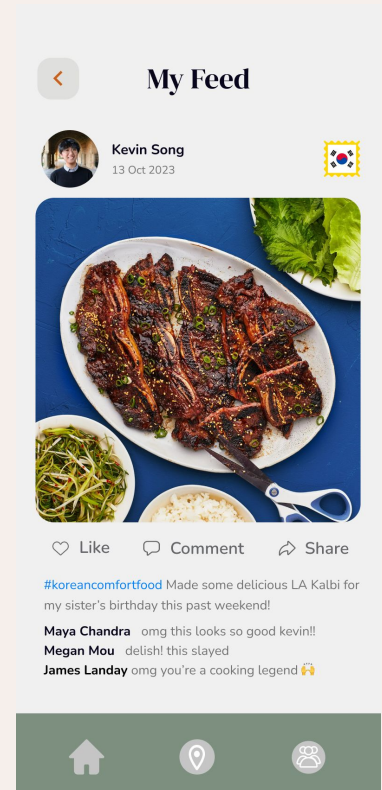 My Feed
Kevin Song
13 Oct 2023
Like Comment Share
#koreancomfortfood Made some delicious LA Kalbi for
my sister's birthday this past weekend!
Maya Chandra omg this looks so good kevin!!
Megan Mou delish! this slayed
James Landay omg you're a cooking legend 🙌